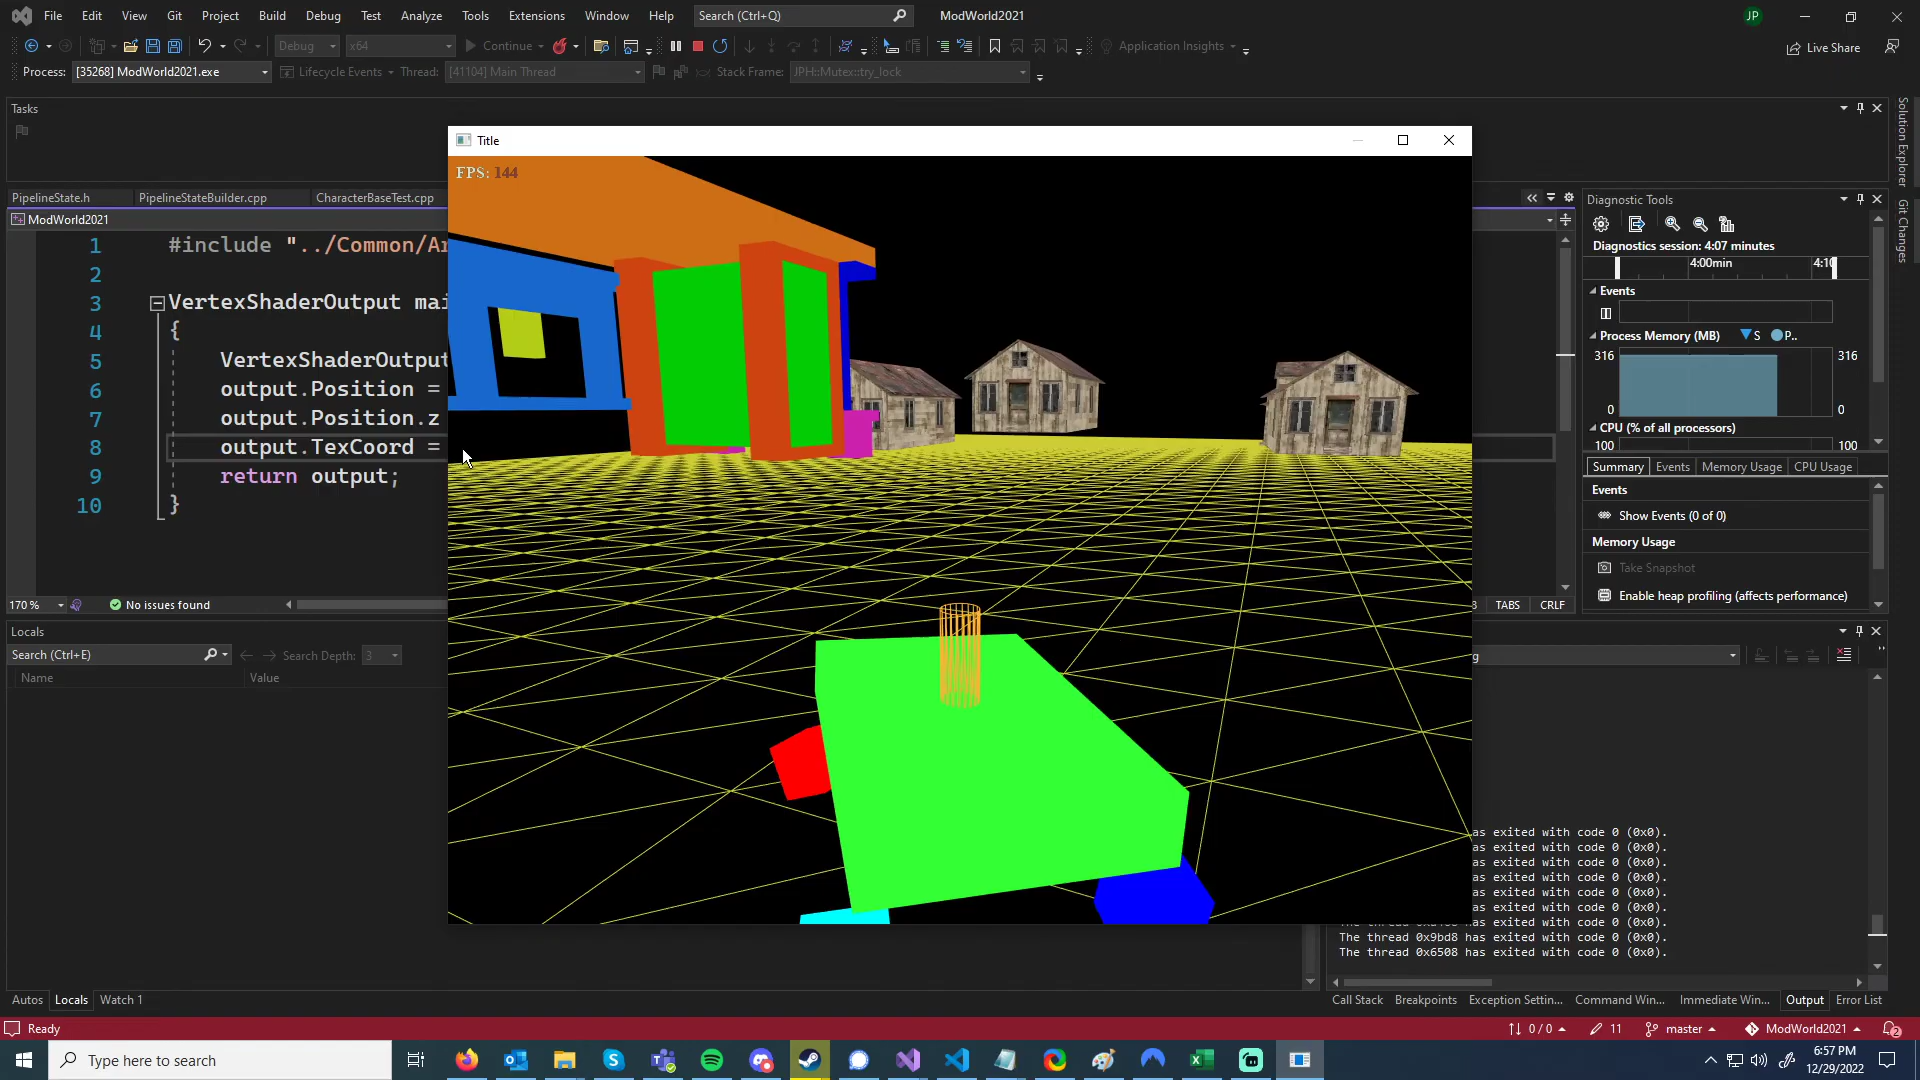 File Edit View Git Project Build Debug Test Analyze Tools Extensions Window Help Search (Ctrl+Q) ModWorld2021 JP
Debug x64 Continue Application Insights Live Share
Process: [35268] ModWorld2021.exe Lifecycle Events Thread: [41104] Main Thread Stack Frame: JPH::Mutex::try_lock
Tasks
Title
FPS: 144
PipelineState.h PipelineStateBuilder.cpp CharacterBaseTest.cpp
ModWorld2021
1 #include "../Common/Ar
2
3 VertexShaderOutput mai
4 {
5 VertexShaderOutput
6 output.Position =
7 output.Position.z
8 output.TexCoord =
9 return output;
10 }
170 % No issues found TABS CRLF
Solution Explorer
Git Changes
Diagnostic Tools
Diagnostics session: 4:07 minutes
4:00min 4:10
Events
Process Memory (MB) S P..
316 316
0 0
CPU (% of all processors)
100 100
Summary Events Memory Usage CPU Usage
Events
Show Events (0 of 0)
Memory Usage
Take Snapshot
Enable heap profiling (affects performance)
Locals
Search (Ctrl+E) Search Depth: 3
Name Value
g
as exited with code 0 (0x0).
as exited with code 0 (0x0).
as exited with code 0 (0x0).
as exited with code 0 (0x0).
as exited with code 0 (0x0).
as exited with code 0 (0x0).
as exited with code 0 (0x0).
The thread 0x9bd8 has exited with code 0 (0x0).
The thread 0x6508 has exited with code 0 (0x0).
Autos Locals Watch 1
Call Stack Breakpoints Exception Settin... Command Win... Immediate Win... Output Error List
Ready 0 / 0 11 master ModWorld2021 2
Type here to search
6:57 PM
12/29/2022